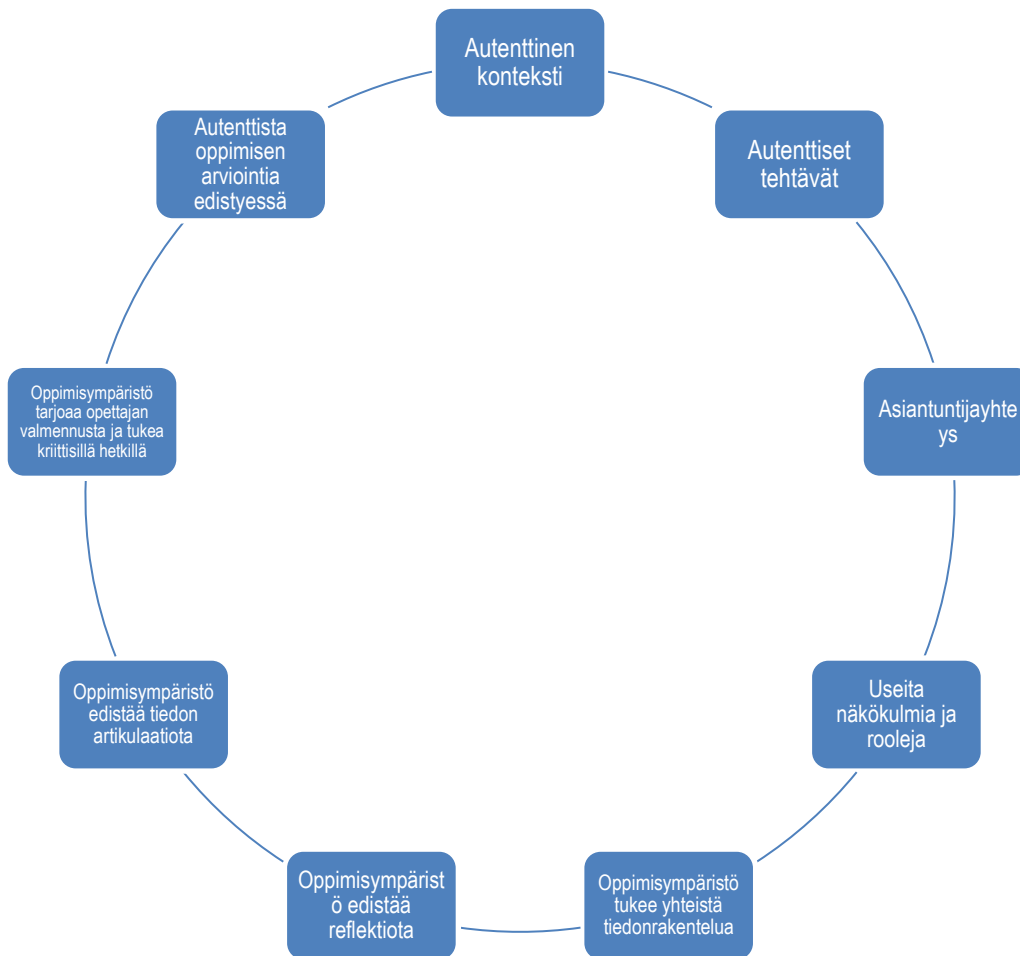 Autenttinen
konteksti
Autenttiset
tehtävät
Asiantuntijayhte
ys
Useita
näkökulmia ja
rooleja
Oppimisympäristö
tukee yhteistä
tiedonrakentelua
Oppimisympärist
ö edistää
reflektiota
Oppimisympäristö
edistää tiedon
artikulaatiota
Oppimisympäristö
tarjoaa opettajan
valmennusta ja tukea
kriittisillä hetkillä
Autenttista
oppimisen
arviointia
edistyessä